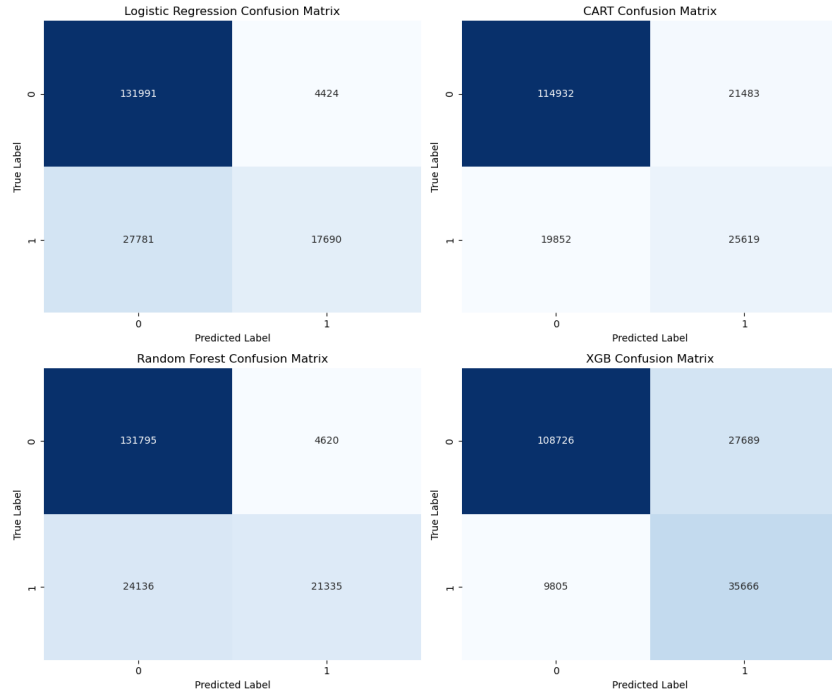 Logistic Regression Confusion Matrix
0
131991
4424
1
27781
17690
True Label
0
1
Predicted Label
CART Confusion Matrix
0
114932
21483
1
19852
25619
True Label
0
1
Predicted Label
Random Forest Confusion Matrix
0
131795
4620
1
24136
21335
True Label
0
1
Predicted Label
XGB Confusion Matrix
0
108726
27689
1
9805
35666
True Label
0
1
Predicted Label